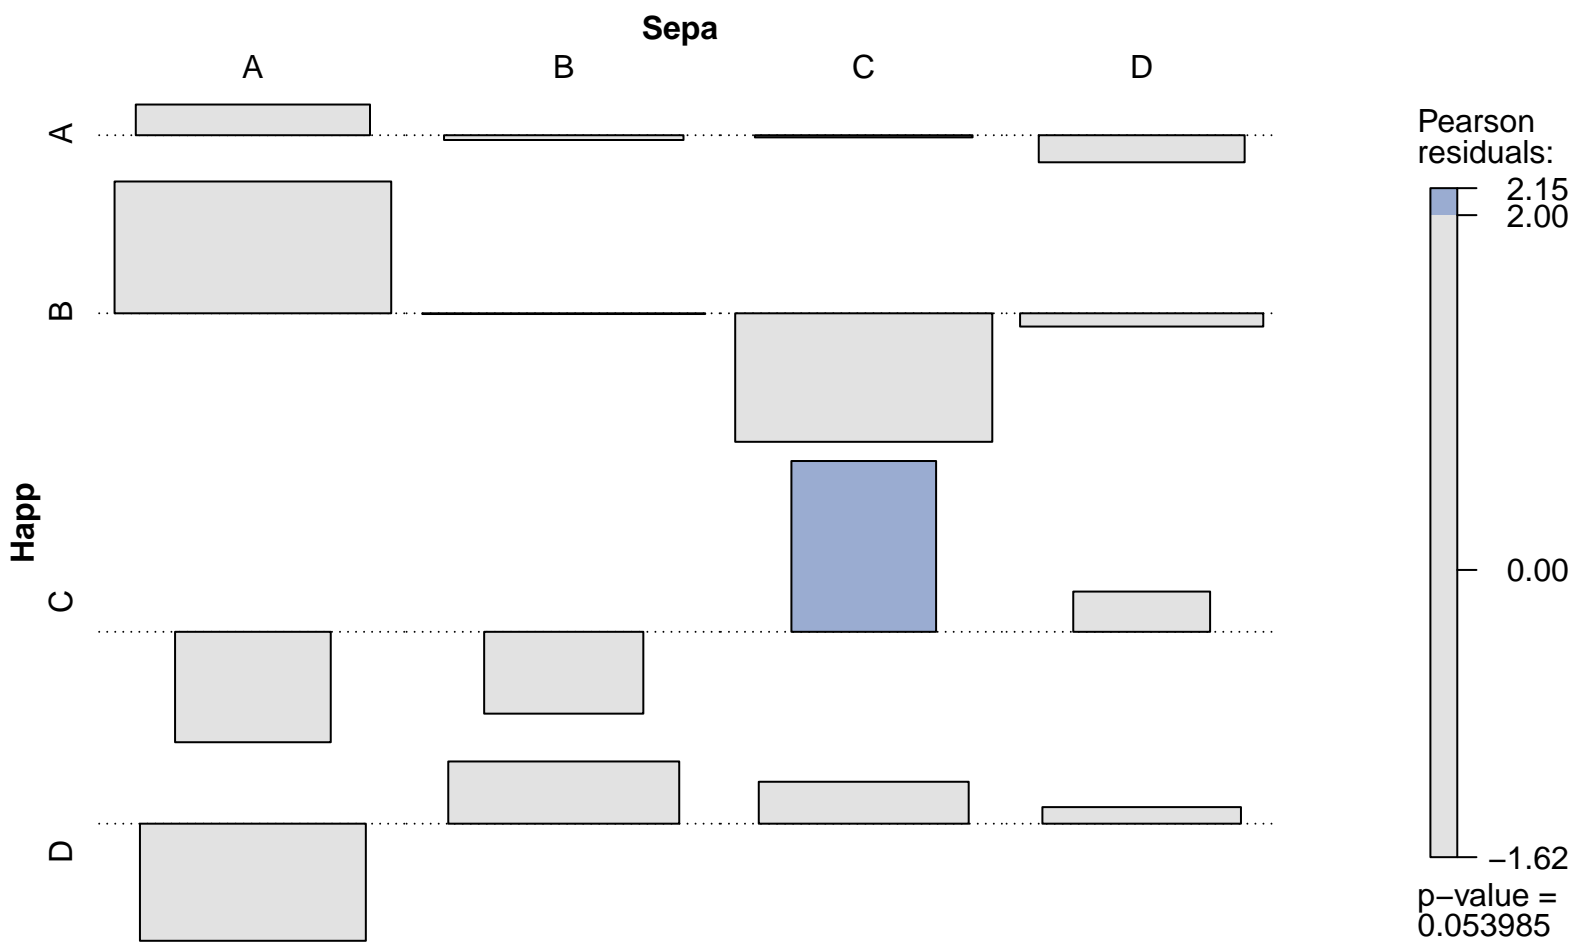 Sepa
A B C D
A
B
C
D
Happ
Pearson
residuals:
2.15
2.00
0.00
−1.62
p−value =
0.053985